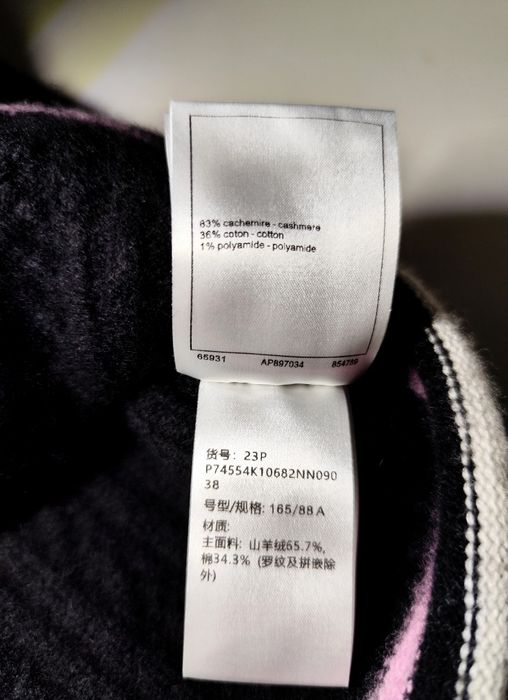 63% cachemire - cashmere
36% coton - cotton
1% polyamide - polyamide
65931 AP897034 854789
货号：23P
P74554K10682NN090
38
号型/规格: 165/88A
材质:
主面料: 山羊绒65.7%,
棉34.3% (罗纹及拼嵌除
外)